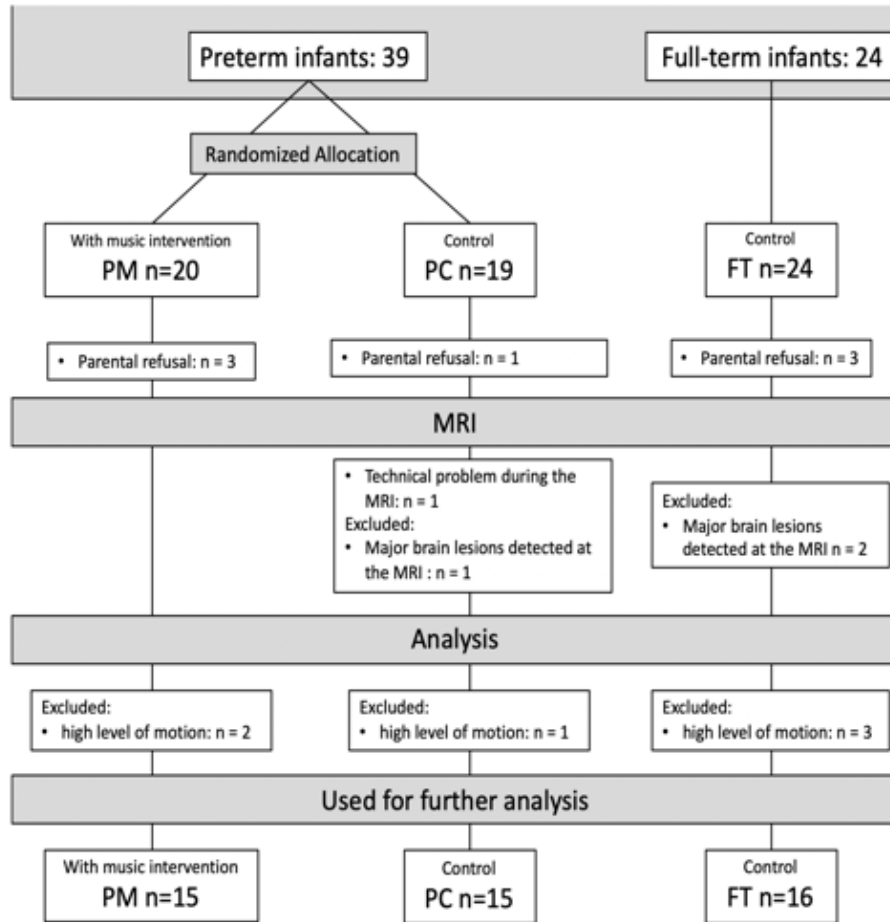 Preterm infants: 39
Full-term infants: 24
Randomized Allocation
With music intervention
PM n=20
Control
PC n=19
Control
FT n=24
• Parental refusal: n = 3
• Parental refusal: n = 1
• Parental refusal: n = 3
MRI
• Technical problem during the
MRI: n = 1
Excluded:
• Major brain lesions detected at
the MRI : n = 1
Excluded:
• Major brain lesions
detected at the MRI n = 2
Analysis
Excluded:
• high level of motion: n = 2
Excluded:
• high level of motion: n = 1
Excluded:
• high level of motion: n = 3
Used for further analysis
With music intervention
PM n=15
Control
PC n=15
Control
FT n=16